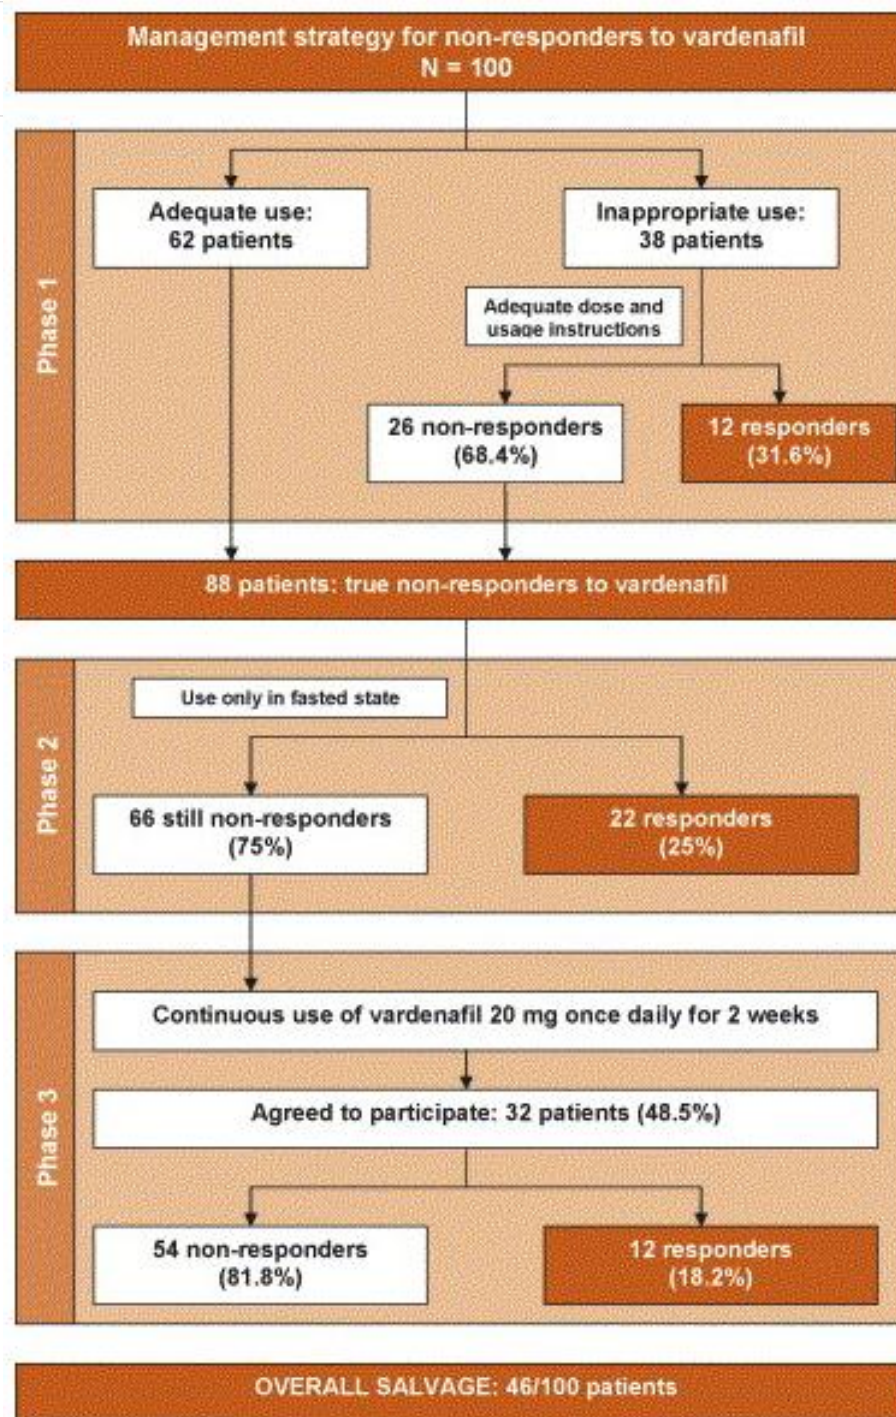 Management strategy for non-responders to vardenafil
N = 100
Phase 1
Adequate use:
62 patients
Inappropriate use:
38 patients
Adequate dose and
usage instructions
26 non-responders
(68.4%)
12 responders
(31.6%)
88 patients: true non-responders to vardenafil
Phase 2
Use only in fasted state
66 still non-responders
(75%)
22 responders
(25%)
Phase 3
Continuous use of vardenafil 20 mg once daily for 2 weeks
Agreed to participate: 32 patients (48.5%)
54 non-responders
(81.8%)
12 responders
(18.2%)
OVERALL SALVAGE: 46/100 patients